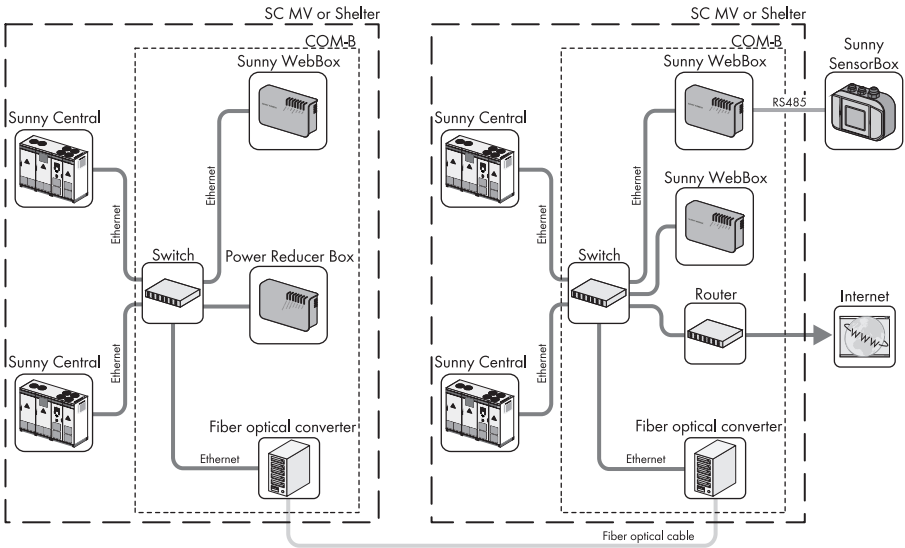 SC MV or Shelter
COM-B
Sunny WebBox
Sunny Central
Ethernet
Ethernet
Switch
Power Reducer Box
Sunny Central
Ethernet
Fiber optical converter
Ethernet
SC MV or Shelter
COM-B
Sunny WebBox
Sunny
SensorBox
RS485
Sunny Central
Ethernet
Ethernet
Sunny WebBox
Switch
Router
Internet
Sunny Central
Ethernet
Fiber optical converter
Ethernet
Fiber optical cable